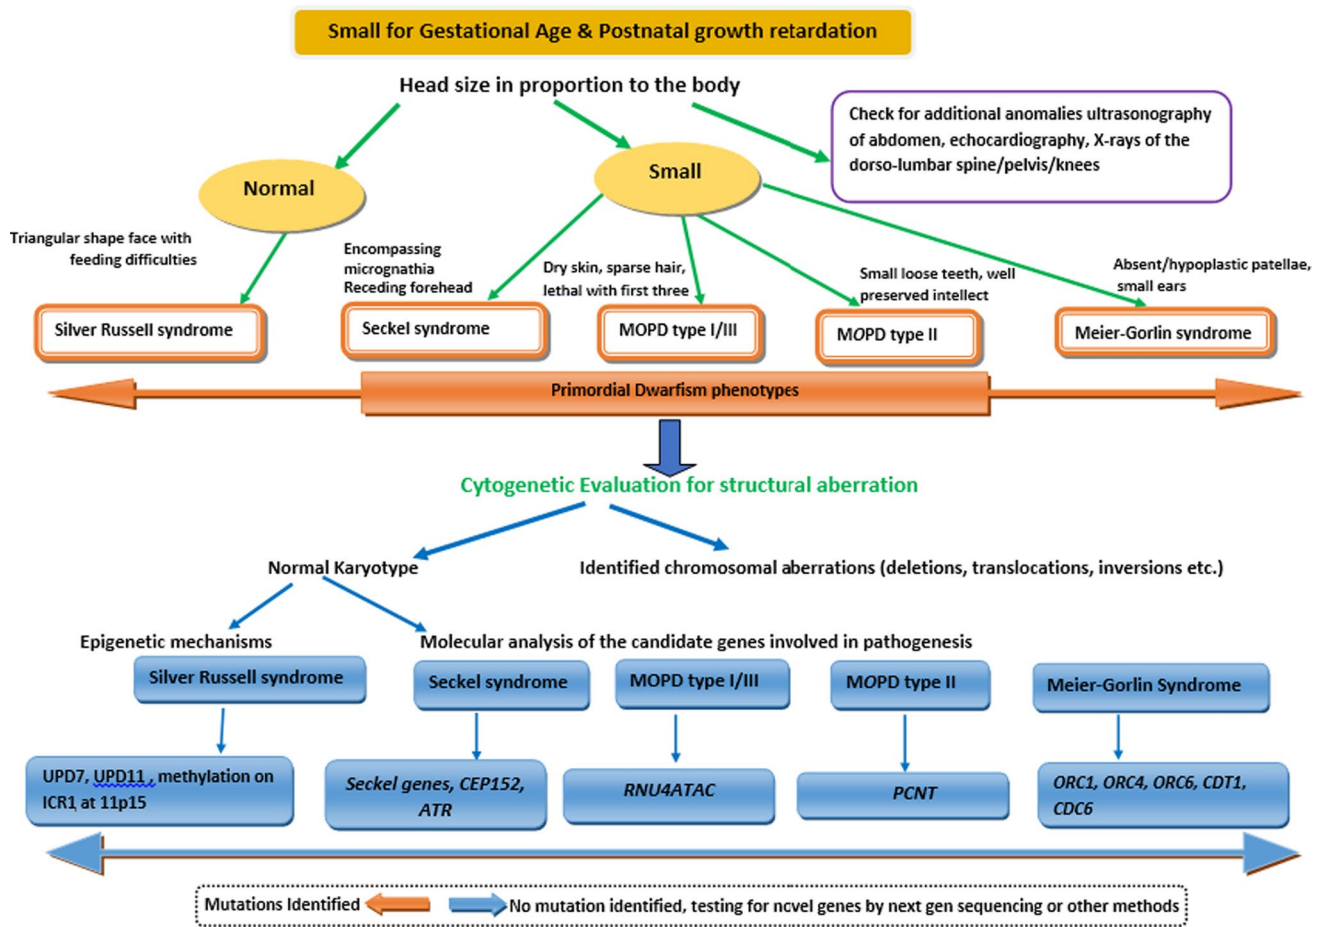 Small for Gestational Age & Postnatal growth retardation
Head size in proportion to the body
Check for additional anomalies ultrasonography
of abdomen, echocardiography, X-rays of the
dorso-lumbar spine/pelvis/knees
Normal
Small
Triangular shape face with
feeding difficulties
Encompassing
micrognathia
Receding forehead
Dry skin, sparse hair,
lethal with first three
Small loose teeth, well
preserved intellect
Absent/hypoplastic patellae,
small ears
Silver Russell syndrome
Seckel syndrome
MOPD type I/III
MOPD type II
Meier-Gorlin syndrome
Primordial Dwarfism phenotypes
Cytogenetic Evaluation for structural aberration
Normal Karyotype
Identified chromosomal aberrations (deletions, translocations, inversions etc.)
Epigenetic mechanisms
Molecular analysis of the candidate genes involved in pathogenesis
Silver Russell syndrome
Seckel syndrome
MOPD type I/III
MOPD type II
Meier-Gorlin Syndrome
UPD7, UPD11 , methylation on
ICR1 at 11p15
Seckel genes, CEP152,
ATR
RNU4ATAC
PCNT
ORC1, ORC4, ORC6, CDT1,
CDC6
Mutations Identified
No mutation identified, testing for novel genes by next gen sequencing or other methods